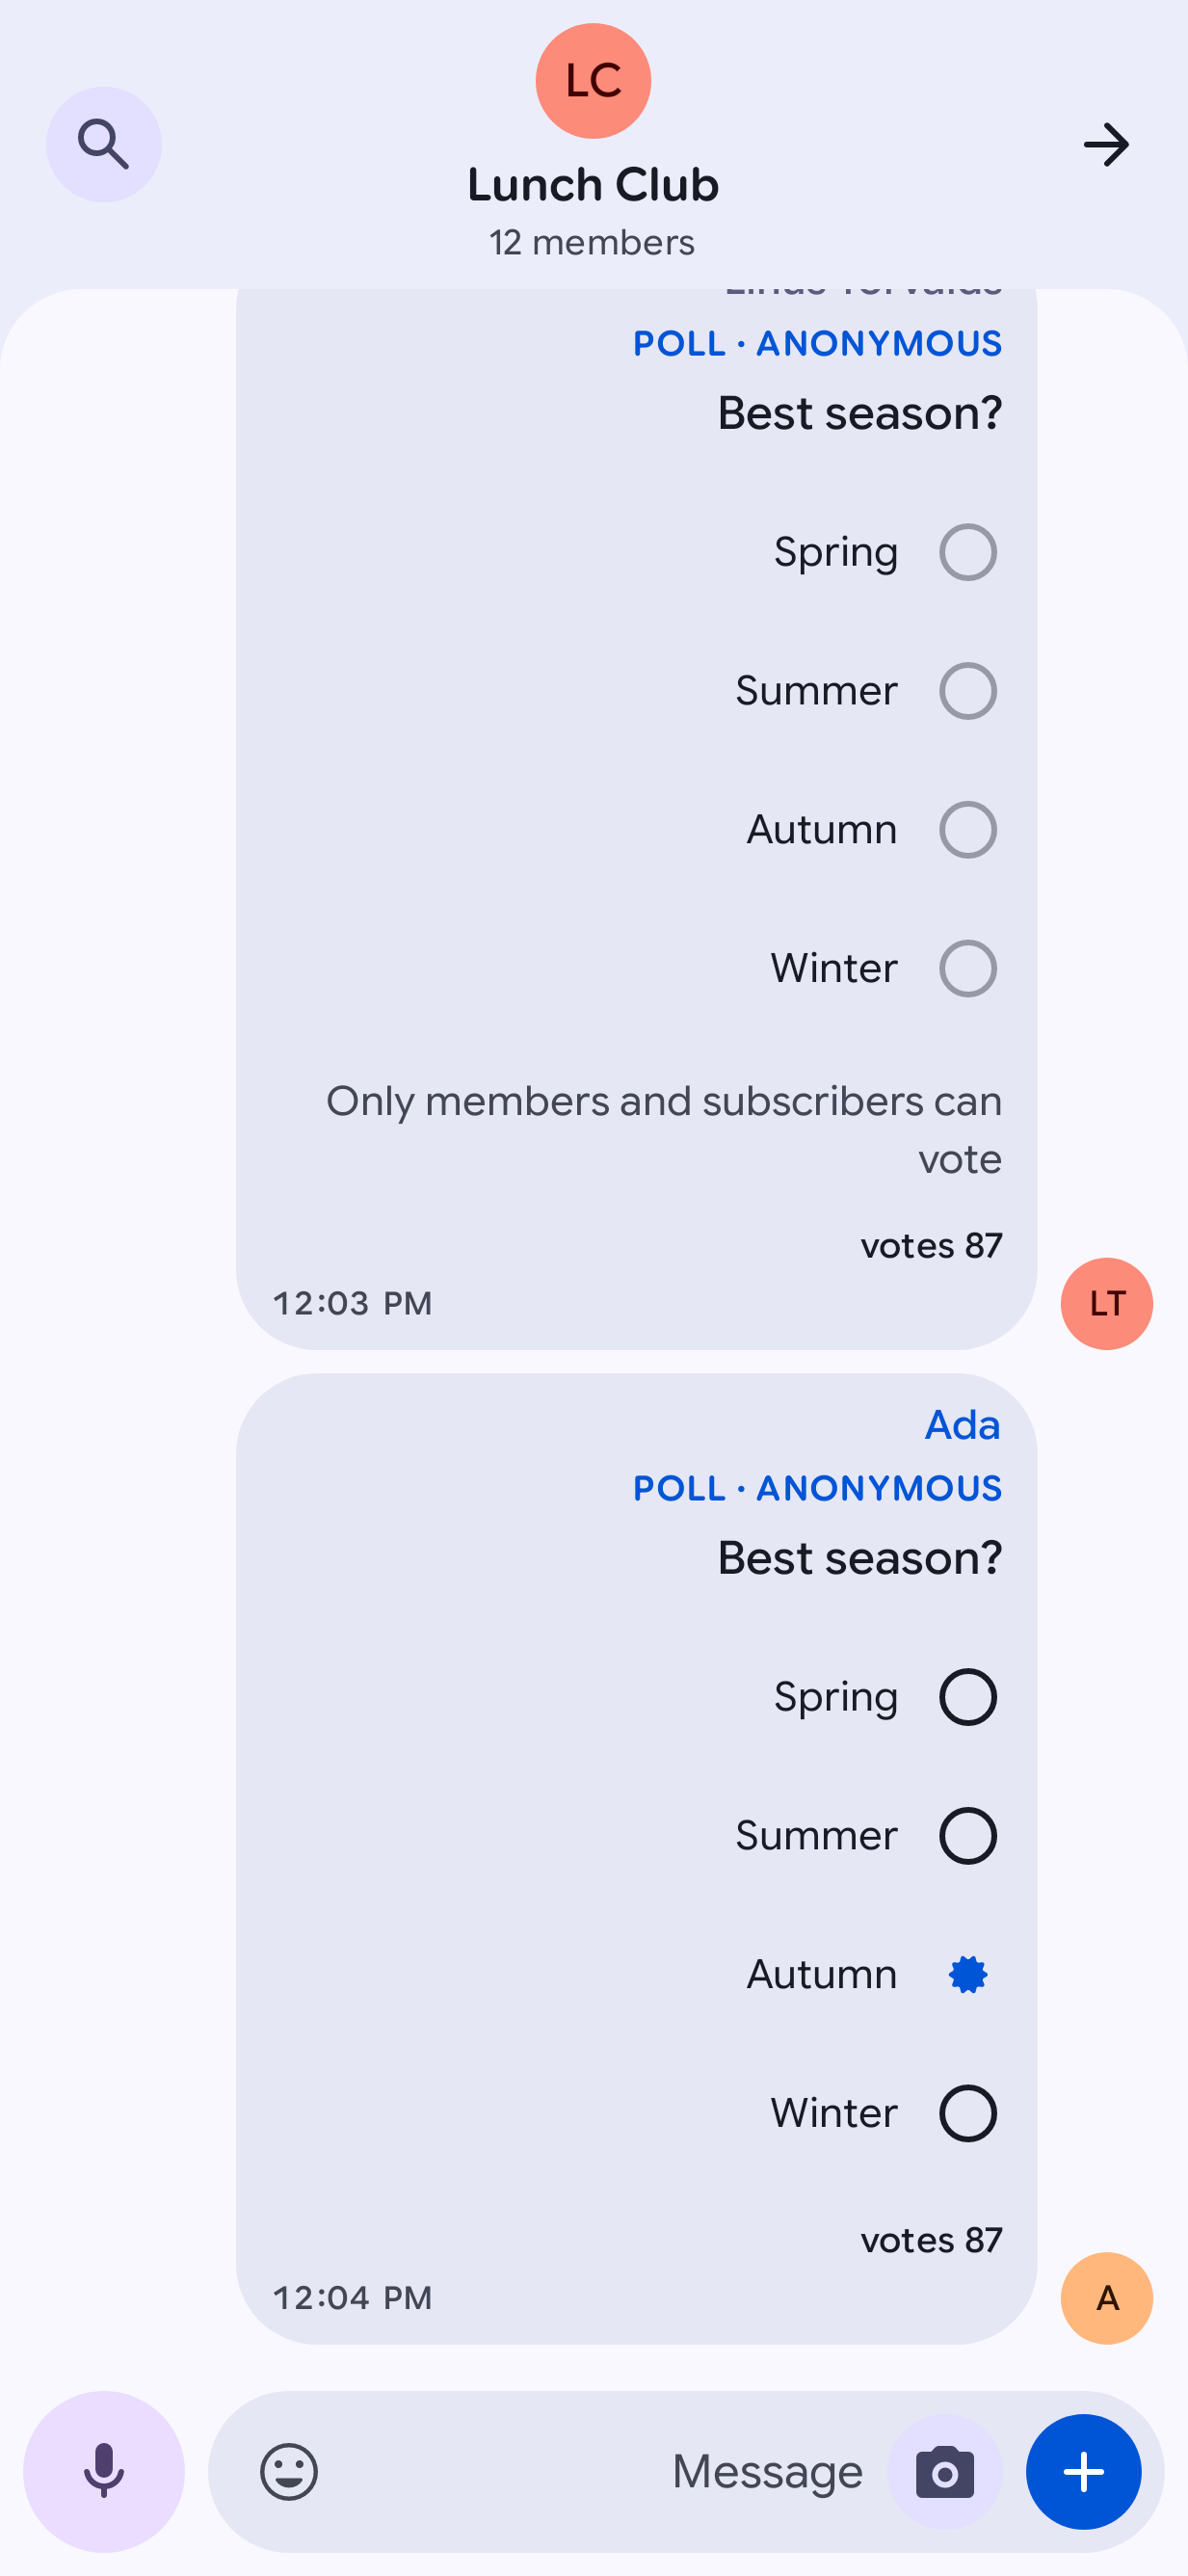 LC
Lunch Club
12 members
POLL · ANONYMOUS
Best season?
Spring
Summer
Autumn
Winter
Only members and subscribers can
vote
votes 87
12:03 PM
LT
Ada
POLL · ANONYMOUS
Best season?
Spring
Summer
Autumn
Winter
votes 87
12:04 PM
A
Message